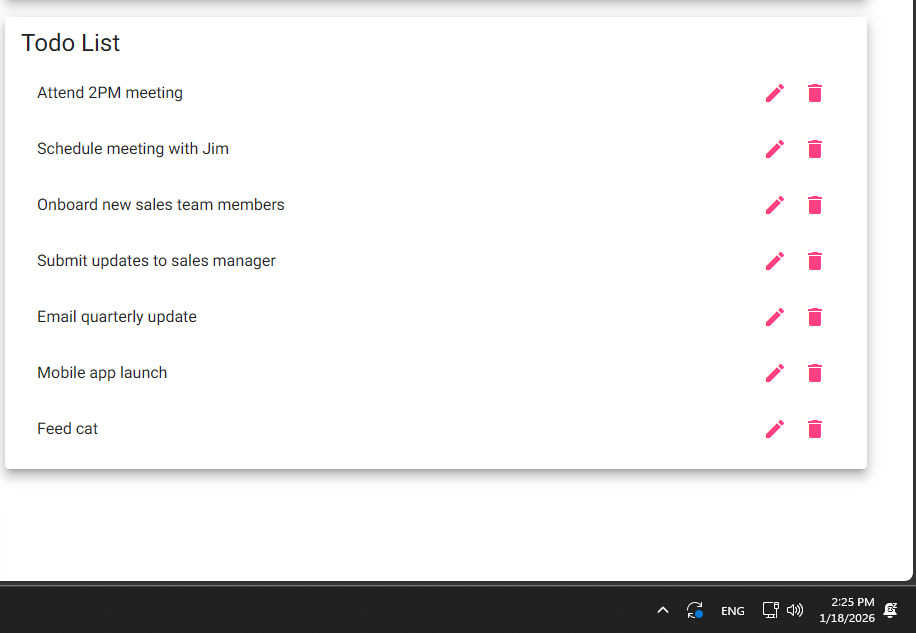 Todo List
Attend 2PM meeting
Schedule meeting with Jim
Onboard new sales team members
Submit updates to sales manager
Email quarterly update
Mobile app launch
Feed cat
ENG
2:25 PM
1/18/2026